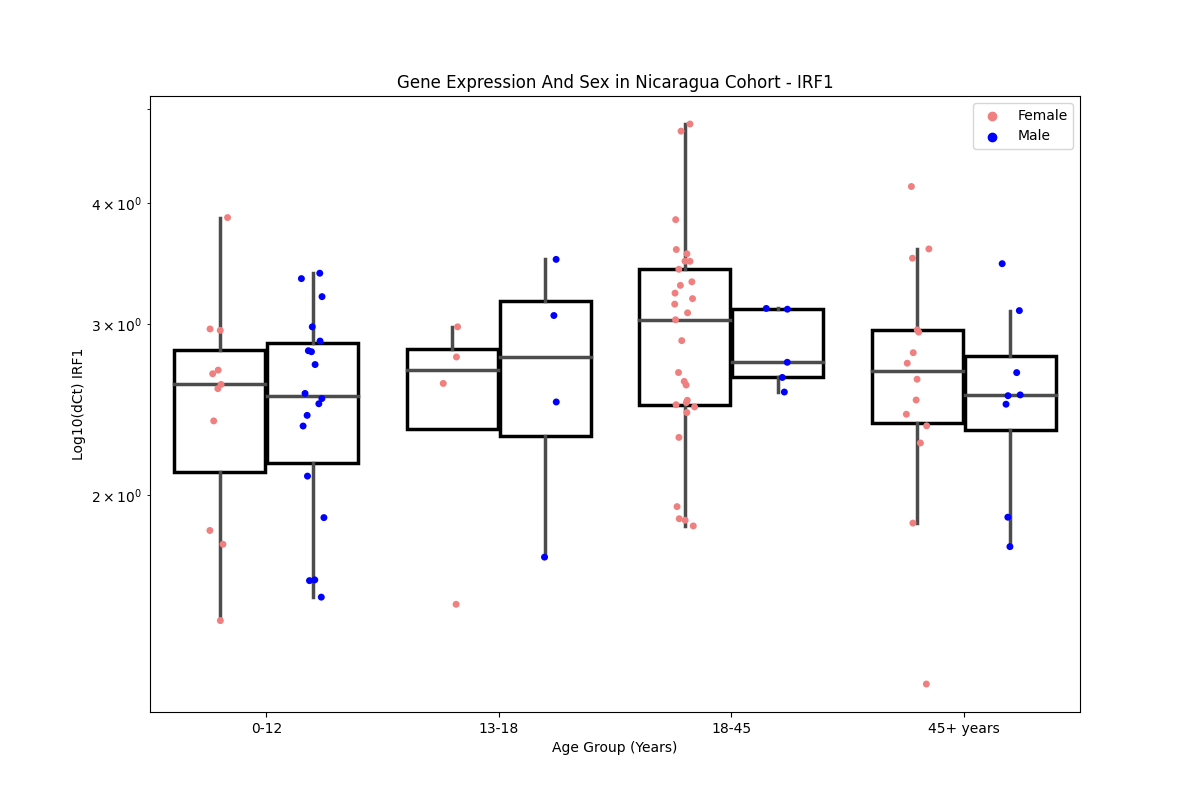 Gene Expression And Sex in Nicaragua Cohort - IRF1
Female
Male
Log10(dCt) IRF1
4 × 10⁰
3 × 10⁰
2 × 10⁰
0-12
13-18
18-45
45+ years
Age Group (Years)